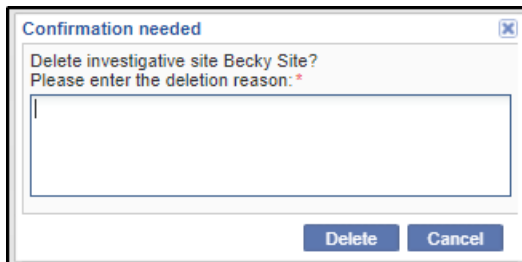 Confirmation needed
Delete investigative site Becky Site?
Please enter the deletion reason: *
Delete
Cancel